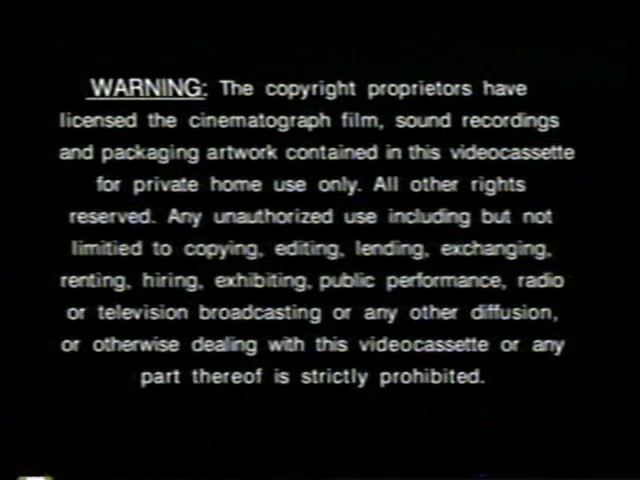 WARNING: The copyright proprietors have
licensed the cinematograph film, sound recordings
and packaging artwork contained in this videocassette
for private home use only. All other rights
reserved. Any unauthorized use including but not
limitied to copying, editing, lending, exchanging,
renting, hiring, exhibiting, public performance, radio
or television broadcasting or any other diffusion,
or otherwise dealing with this videocassette or any
part thereof is strictly prohibited.